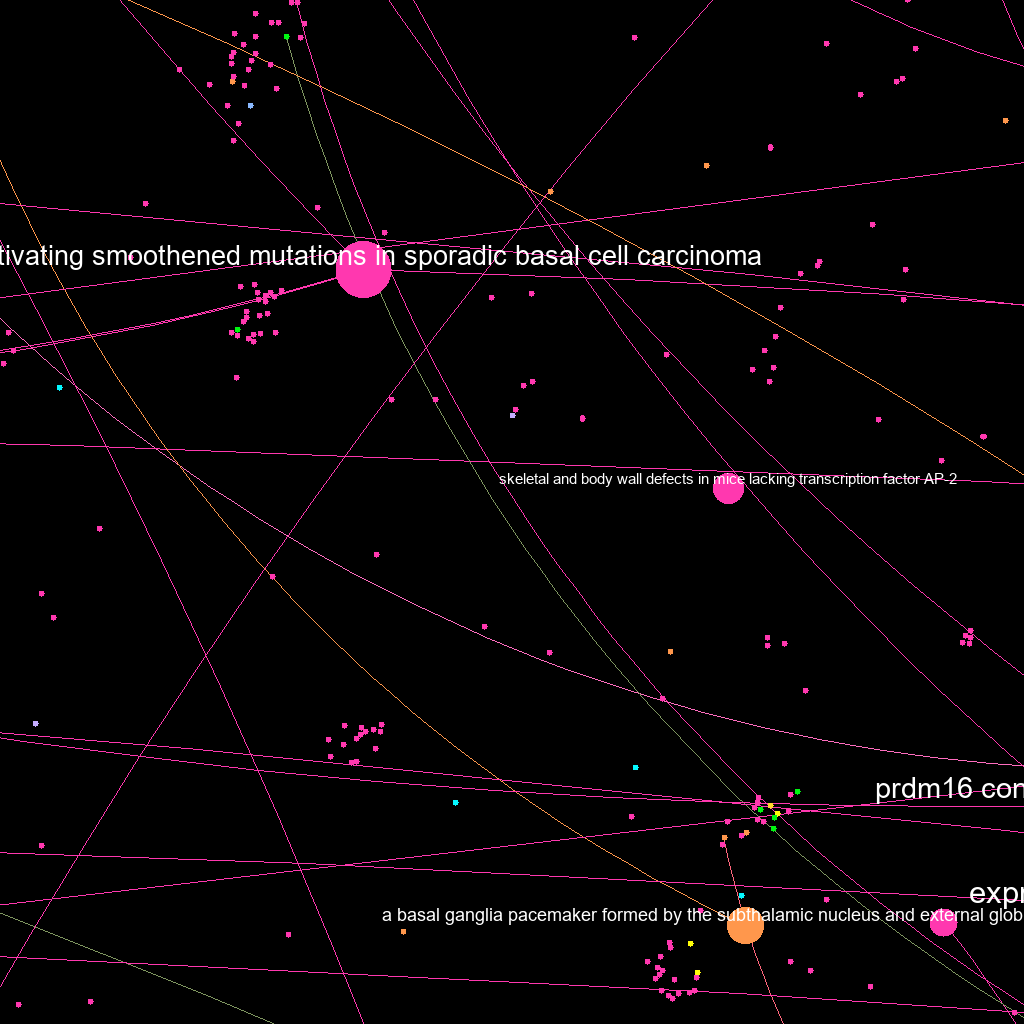 tivating smoothened mutations in sporadic basal cell carcinoma
skeletal and body wall defects in mice lacking transcription factor AP-2
prdm16 con
expr
a basal ganglia pacemaker formed by the subthalamic nucleus and external glob